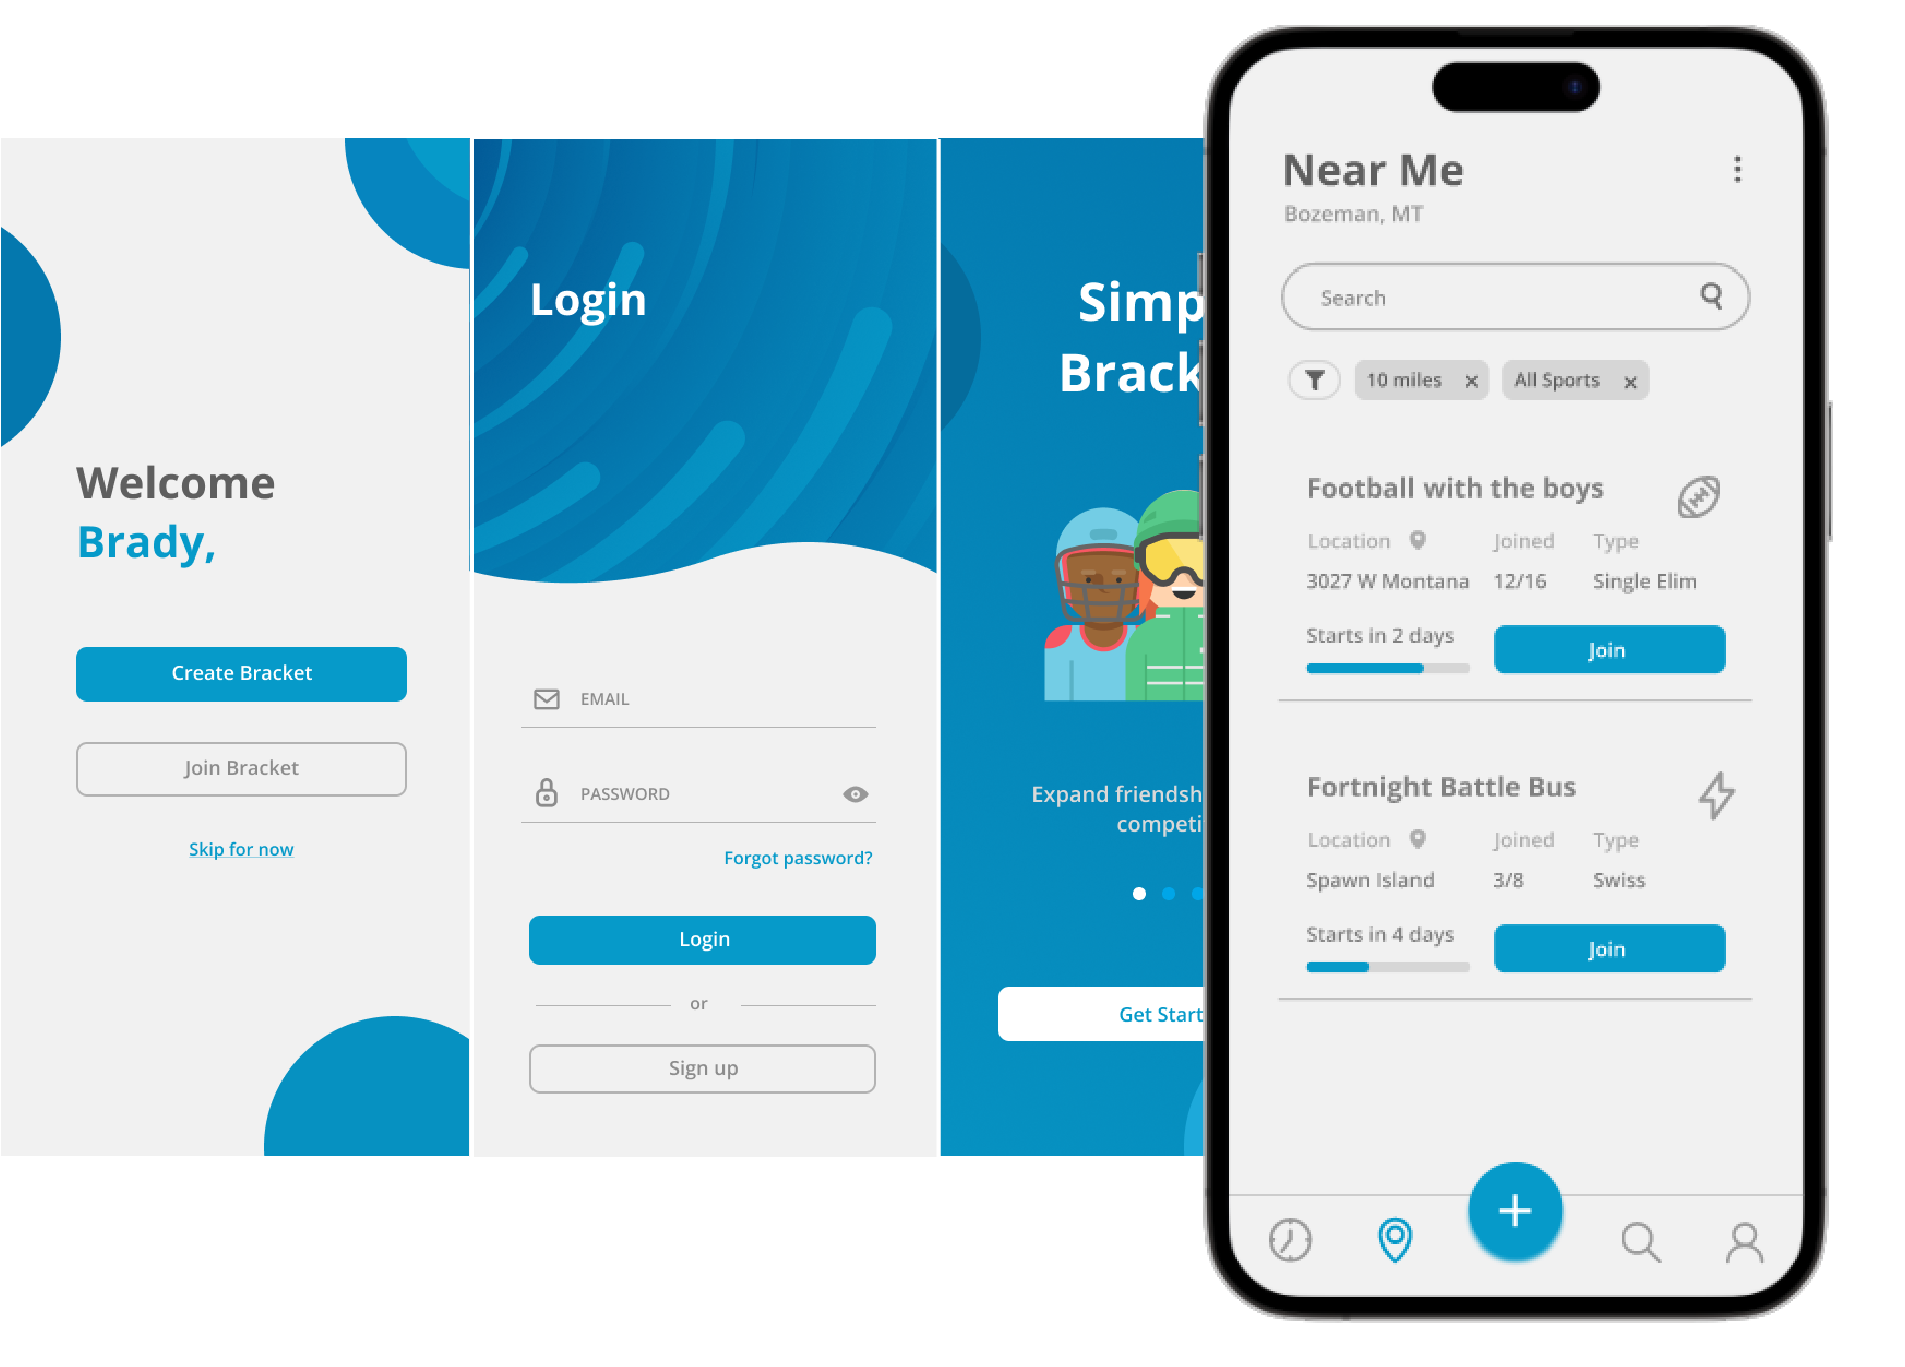 Welcome
Brady,
Create Bracket
Join Bracket
Skip for now
Login
EMAIL
PASSWORD
Forgot password?
Login
or
Sign up
Simp
Brack
Expand friendsh
competi
Get Start
Near Me
Bozeman, MT
Search
10 miles All Sports
Football with the boys
Location Joined Type
3027 W Montana 12/16 Single Elim
Starts in 2 days Join
Fortnight Battle Bus
Location Joined Type
Spawn Island 3/8 Swiss
Starts in 4 days Join